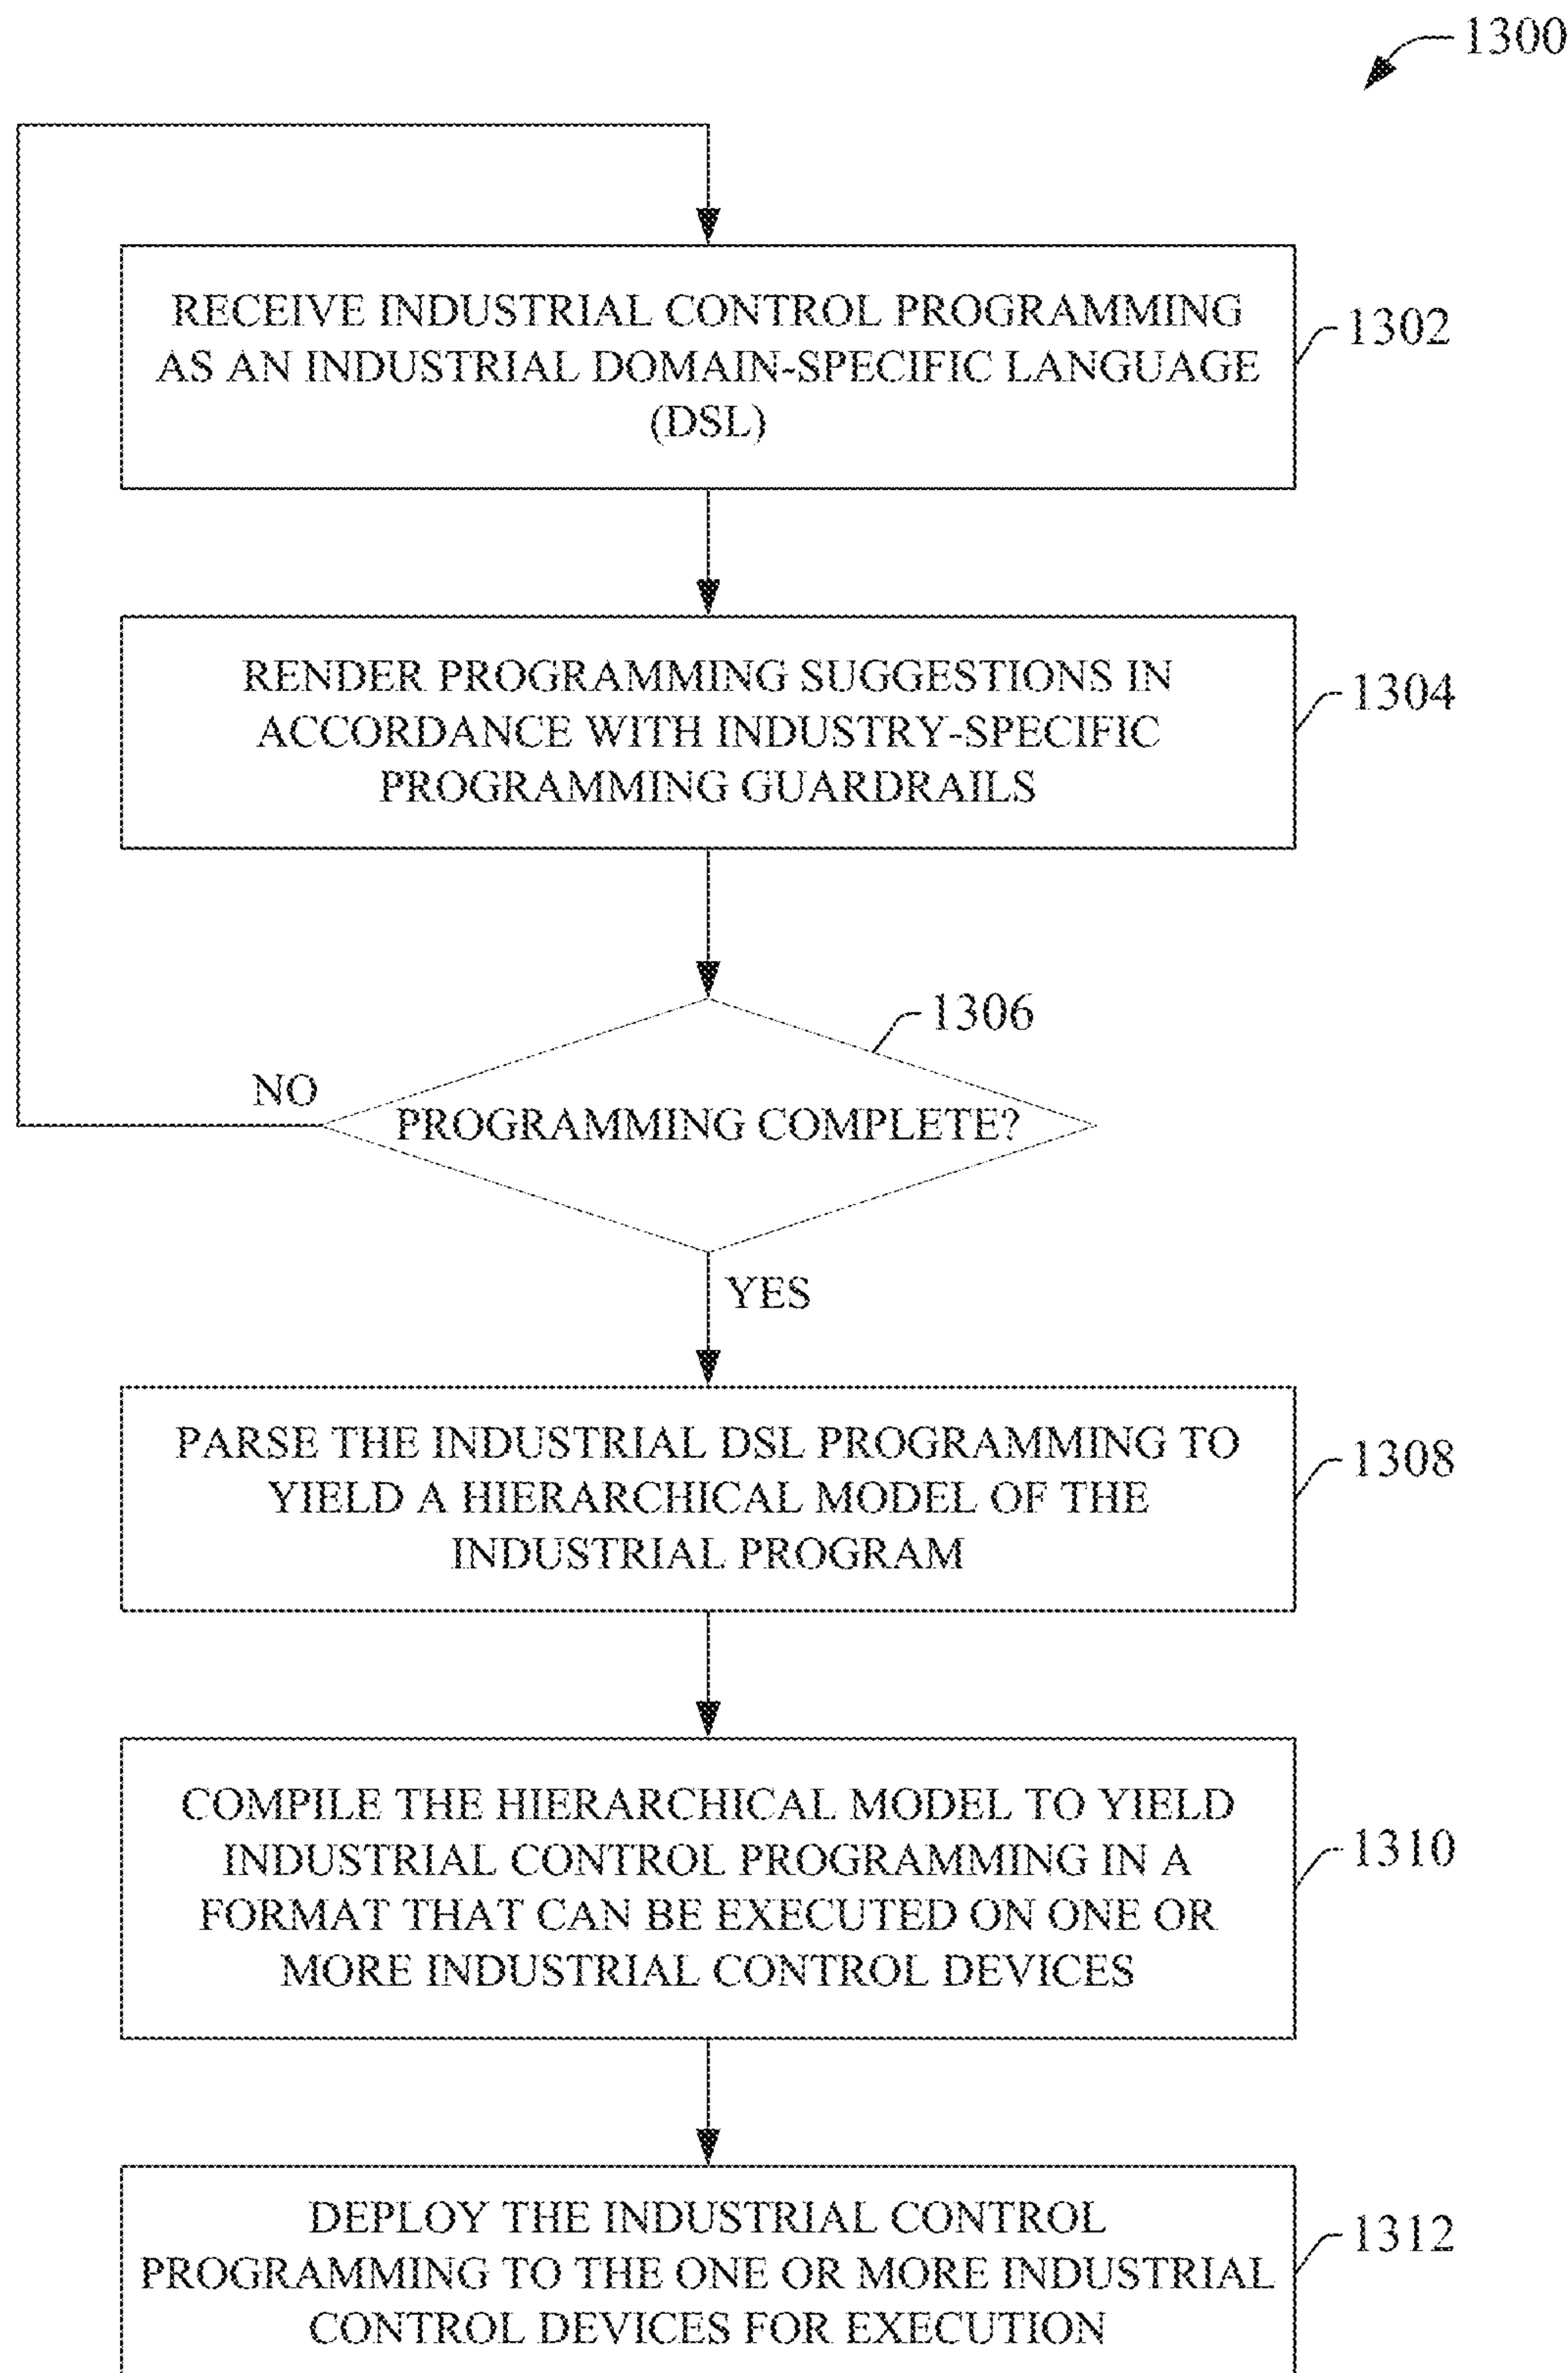 1300
RECEIVE INDUSTRIAL CONTROL PROGRAMMING
AS AN INDUSTRIAL DOMAIN-SPECIFIC LANGUAGE
(DSL)
1302
RENDER PROGRAMMING SUGGESTIONS IN
ACCORDANCE WITH INDUSTRY-SPECIFIC
PROGRAMMING GUARDRAILS
1304
1306
NO
PROGRAMMING COMPLETE?
YES
PARSE THE INDUSTRIAL DSL PROGRAMMING TO
YIELD A HIERARCHICAL MODEL OF THE
INDUSTRIAL PROGRAM
1308
COMPILE THE HIERARCHICAL MODEL TO YIELD
INDUSTRIAL CONTROL PROGRAMMING IN A
FORMAT THAT CAN BE EXECUTED ON ONE OR
MORE INDUSTRIAL CONTROL DEVICES
1310
DEPLOY THE INDUSTRIAL CONTROL
PROGRAMMING TO THE ONE OR MORE INDUSTRIAL
CONTROL DEVICES FOR EXECUTION
1312